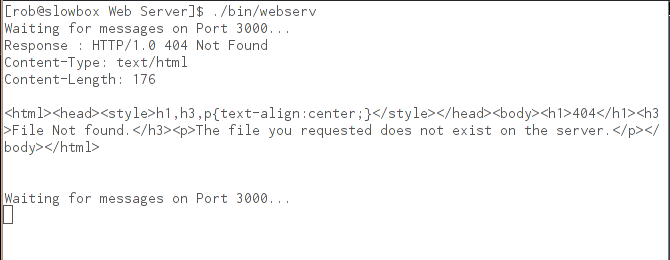 [rob@slowbox Web Server]$ ./bin/webserv
Waiting for messages on Port 3000...
Response : HTTP/1.0 404 Not Found
Content-Type: text/html
Content-Length: 176
<html><head><style>h1,h3,p{text-align:center;}</style></head><body><h1>404</h1><h3
>File Not found.</h3><p>The file you requested does not exist on the server.</p></
body></html>
Waiting for messages on Port 3000...